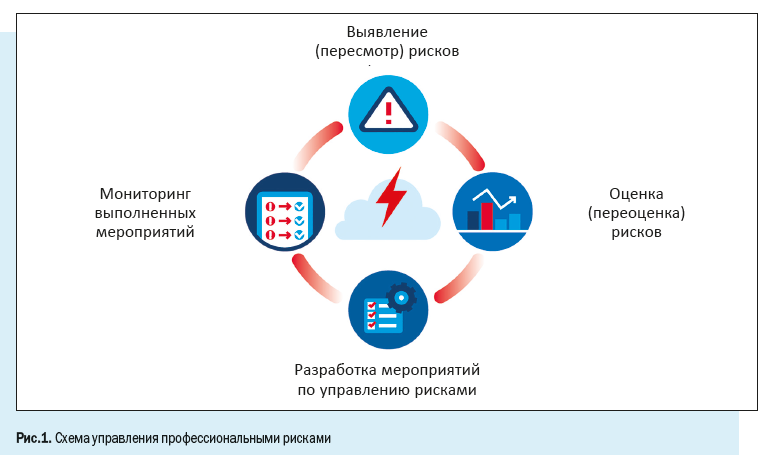 Выявление
(пересмотр) рисков
Оценка
(переоценка)
рисков
Разработка мероприятий
по управлению рисками
Мониторинг
выполненных
мероприятий
Рис.1. Схема управления профессиональными рисками